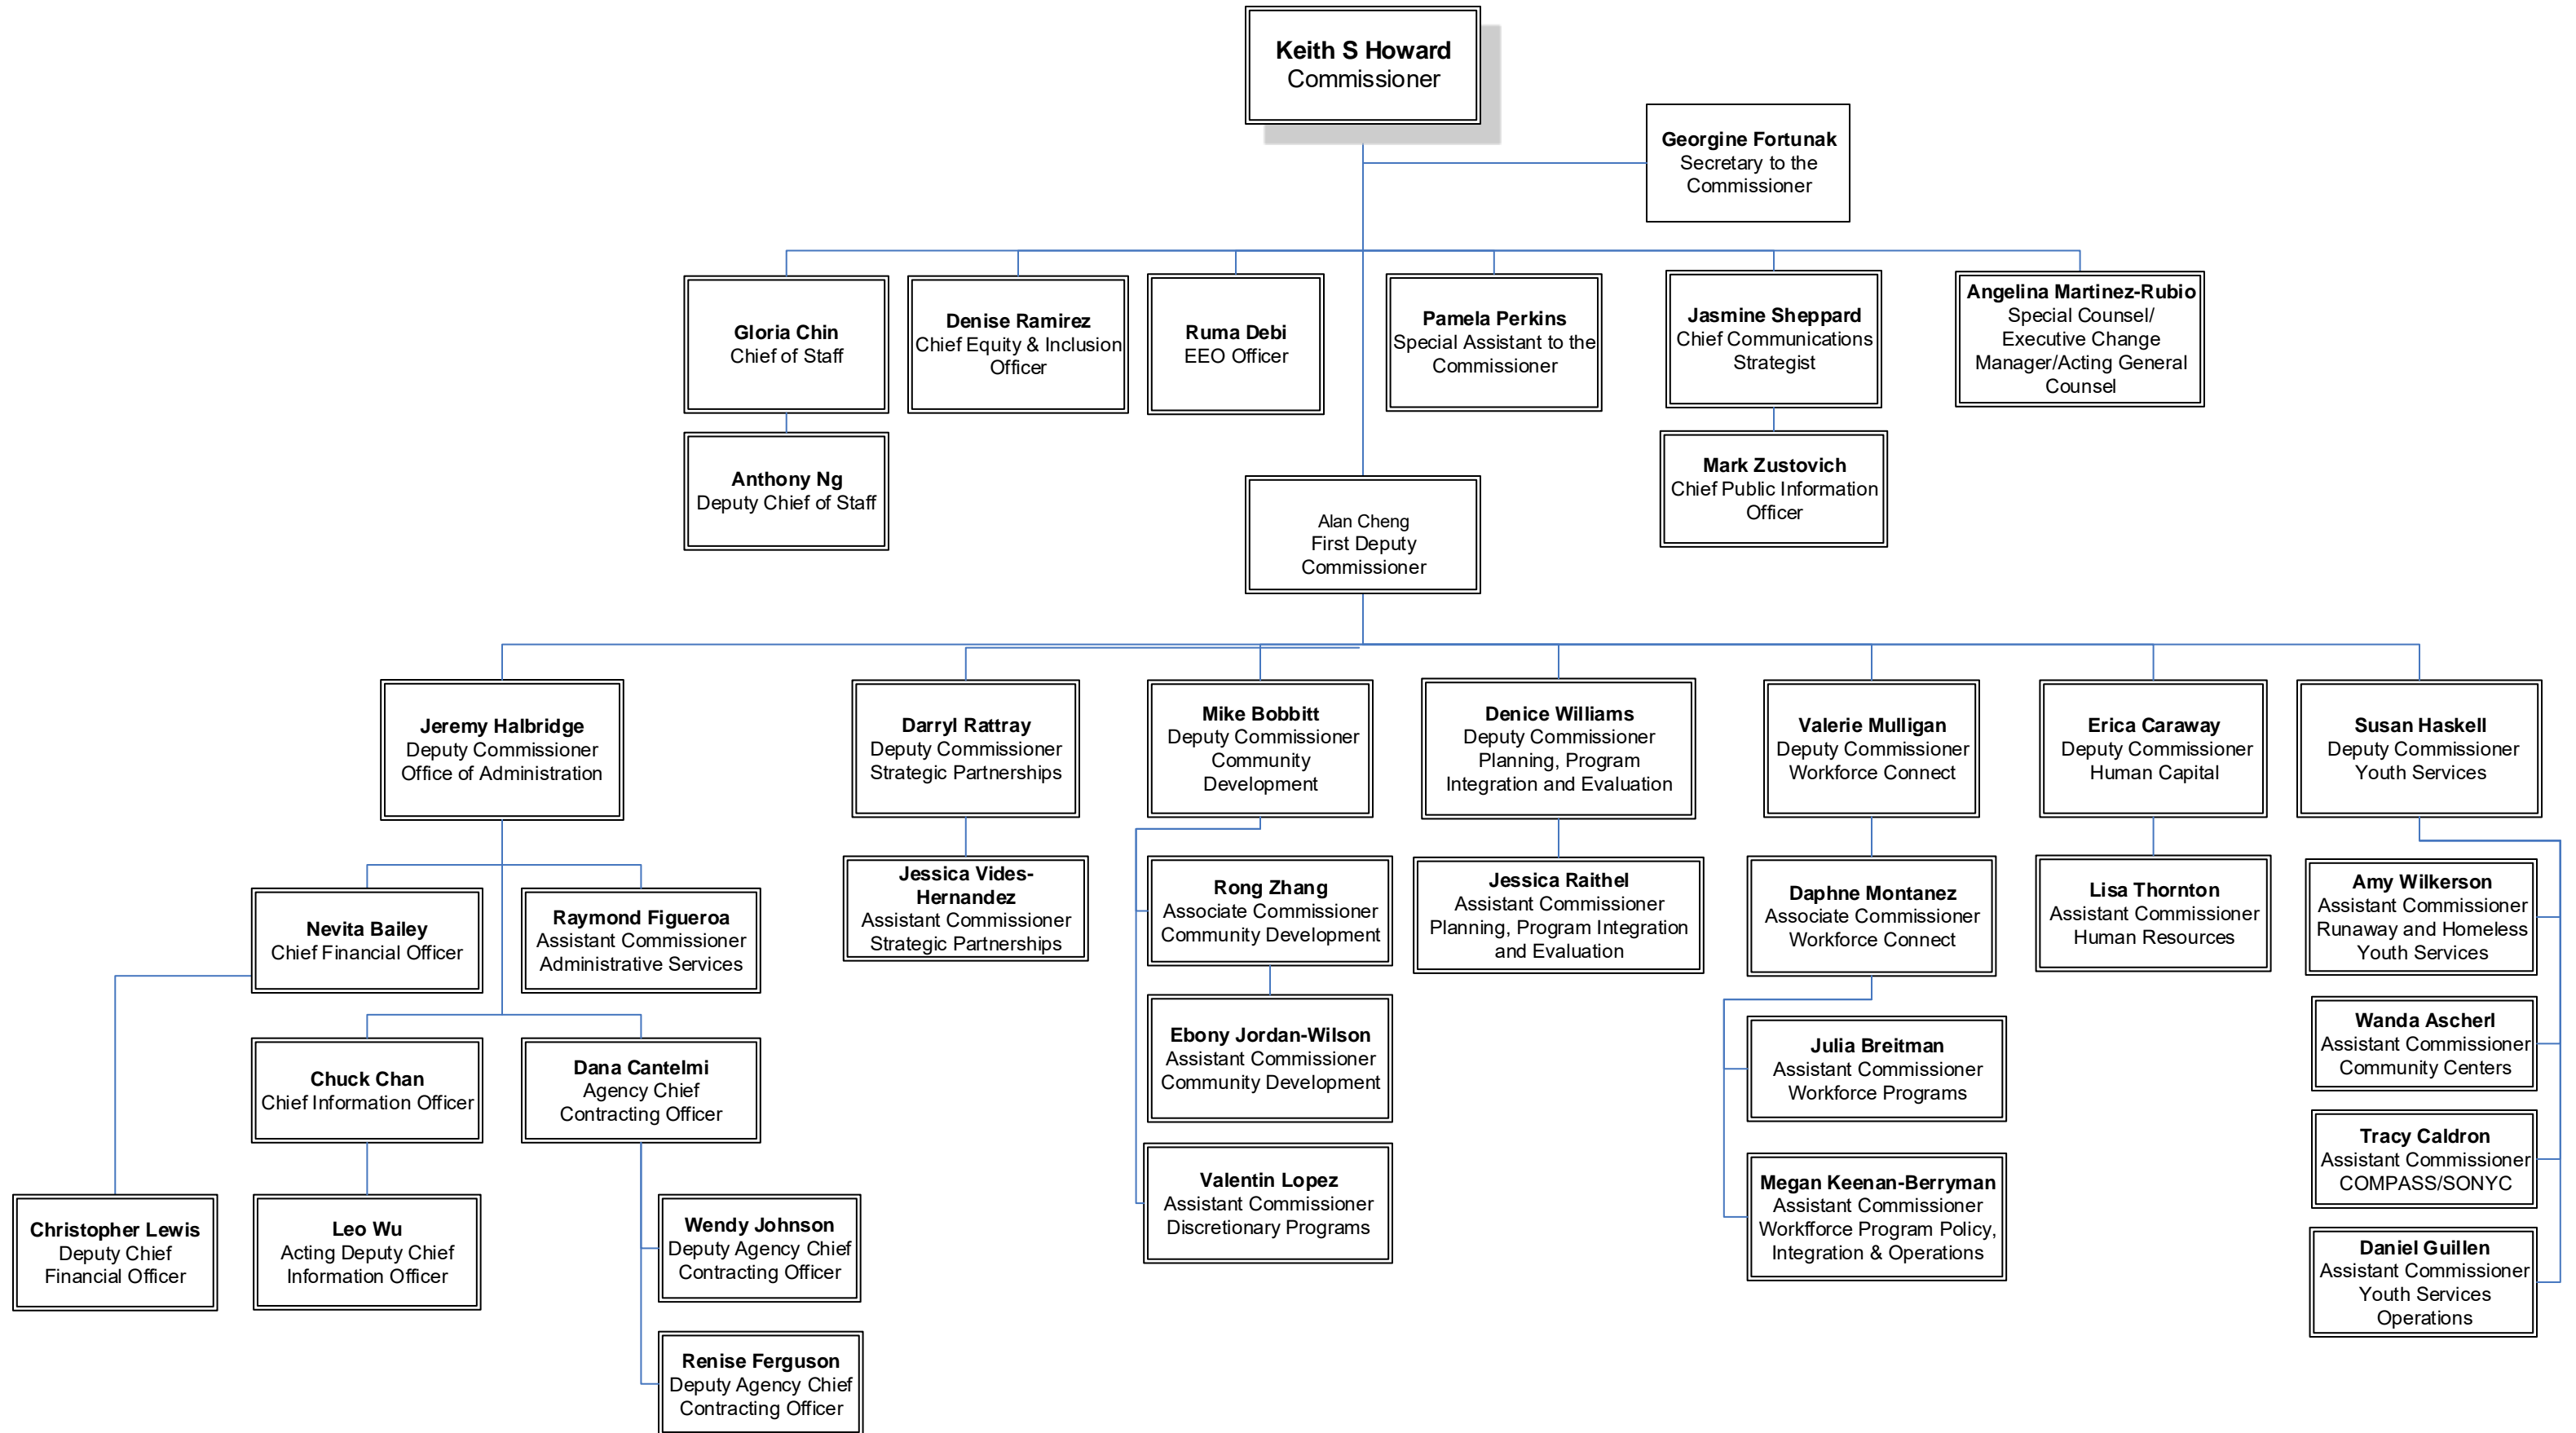 Keith S Howard
Commissioner
Georgine Fortunak
Secretary to the
Commissioner
Gloria Chin
Chief of Staff
Denise Ramirez
Chief Equity & Inclusion
Officer
Ruma Debi
EEO Officer
Pamela Perkins
Special Assistant to the
Commissioner
Jasmine Sheppard
Chief Communications
Strategist
Angelina Martinez-Rubio
Special Counsel/
Executive Change
Manager/Acting General
Counsel
Anthony Ng
Deputy Chief of Staff
Mark Zustovich
Chief Public Information
Officer
Alan Cheng
First Deputy
Commissioner
Jeremy Halbridge
Deputy Commissioner
Office of Administration
Darryl Rattray
Deputy Commissioner
Strategic Partnerships
Mike Bobbitt
Deputy Commissioner
Community
Development
Denice Williams
Deputy Commissioner
Planning, Program
Integration and Evaluation
Valerie Mulligan
Deputy Commissioner
Workforce Connect
Erica Caraway
Deputy Commissioner
Human Capital
Susan Haskell
Deputy Commissioner
Youth Services
Nevita Bailey
Chief Financial Officer
Raymond Figueroa
Assistant Commissioner
Administrative Services
Jessica Vides-
Hernandez
Assistant Commissioner
Strategic Partnerships
Rong Zhang
Associate Commissioner
Community Development
Jessica Raithel
Assistant Commissioner
Planning, Program Integration
and Evaluation
Daphne Montanez
Associate Commissioner
Workforce Connect
Lisa Thornton
Assistant Commissioner
Human Resources
Amy Wilkerson
Assistant Commissioner
Runaway and Homeless
Youth Services
Chuck Chan
Chief Information Officer
Dana Cantelmi
Agency Chief
Contracting Officer
Ebony Jordan-Wilson
Assistant Commissioner
Community Development
Julia Breitman
Assistant Commissioner
Workforce Programs
Wanda Ascherl
Assistant Commissioner
Community Centers
Tracy Caldron
Assistant Commissioner
COMPASS/SONYC
Christopher Lewis
Deputy Chief
Financial Officer
Leo Wu
Acting Deputy Chief
Information Officer
Wendy Johnson
Deputy Agency Chief
Contracting Officer
Valentin Lopez
Assistant Commissioner
Discretionary Programs
Megan Keenan-Berryman
Assistant Commissioner
Workfforce Program Policy,
Integration & Operations
Daniel Guillen
Assistant Commissioner
Youth Services
Operations
Renise Ferguson
Deputy Agency Chief
Contracting Officer